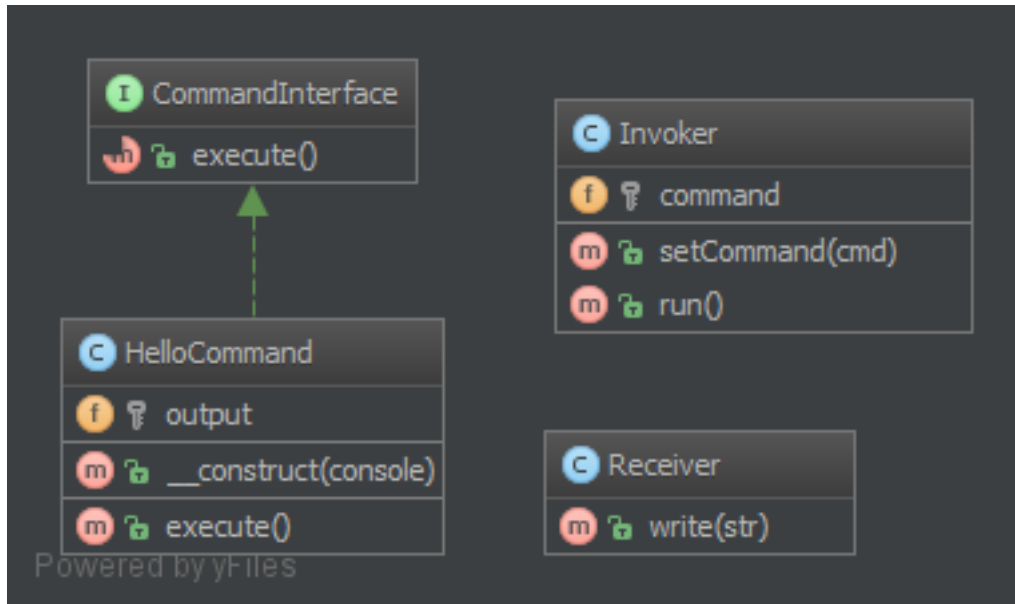 I CommandInterface
m execute()
C Invoker
f command
m setCommand(cmd)
m run()
C HelloCommand
f output
m __construct(console)
m execute()
C Receiver
m write(str)
Powered by yFiles